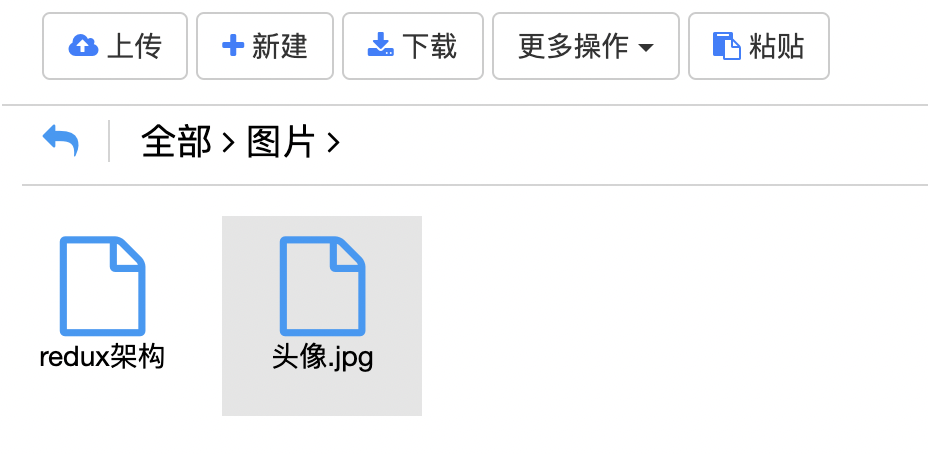 上传 新建 下载 更多操作 粘贴
全部 > 图片 >
redux架构 头像.jpg